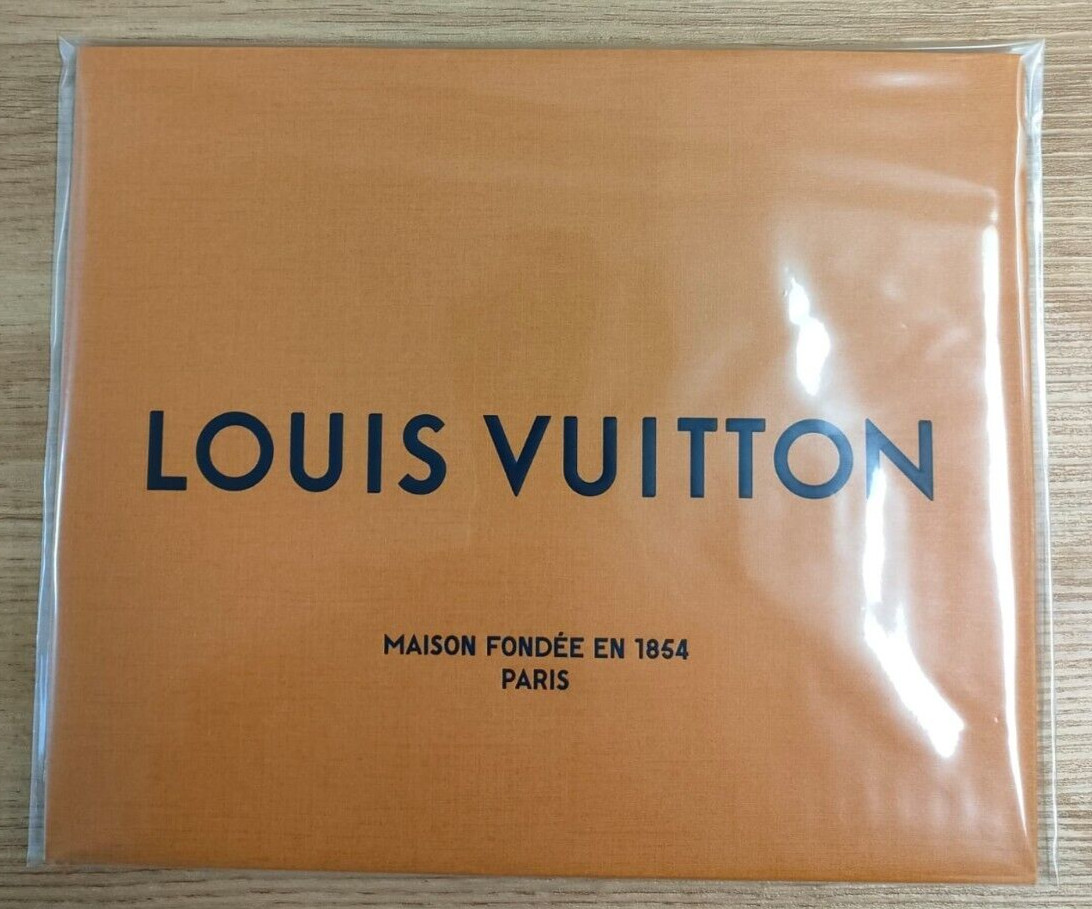 LOUIS VUITTON
MAISON FONDÉE EN 1854
PARIS